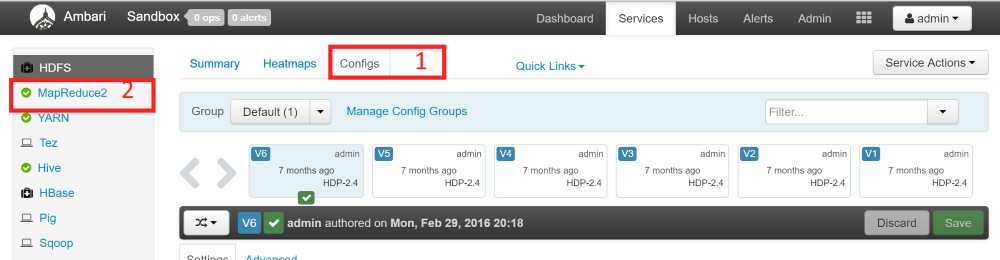 Ambari Sandbox 0 ops 0 alerts Dashboard Services Hosts Alerts Admin admin
HDFS
MapReduce2 2
YARN
Tez
Hive
HBase
Pig
Sqoop
Summary Heatmaps Configs 1 Quick Links Service Actions
Group Default (1) Manage Config Groups Filter...
V6 admin V5 admin V4 admin V3 admin V2 admin V1 admin
7 months ago 7 months ago 7 months ago 7 months ago 7 months ago 7 months ago
HDP-2.4 HDP-2.4 HDP-2.4 HDP-2.4 HDP-2.4 HDP-2.4
V6 admin authored on Mon, Feb 29, 2016 20:18 Discard Save
Settings Advanced